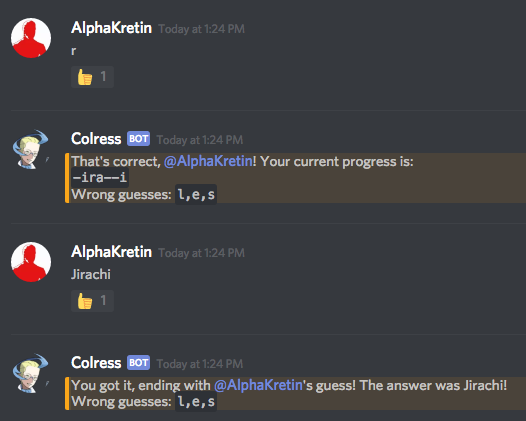 AlphaKretin Today at 1:24 PM
r
👍 1
Colress BOT Today at 1:24 PM
That's correct, @AlphaKretin! Your current progress is:
-ira--i
Wrong guesses: l,e,s
AlphaKretin Today at 1:24 PM
Jirachi
👍 1
Colress BOT Today at 1:24 PM
You got it, ending with @AlphaKretin's guess! The answer was Jirachi!
Wrong guesses: l,e,s